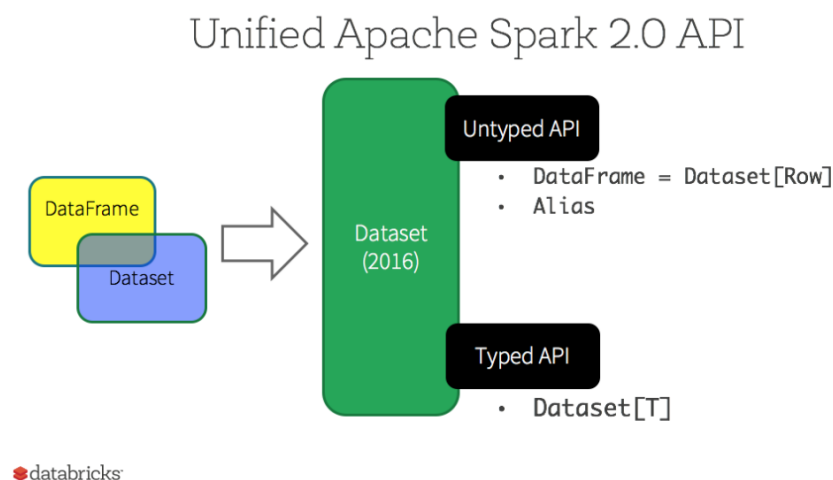 Unified Apache Spark 2.0 API
Untyped API
• DataFrame = Dataset[Row]
• Alias
DataFrame
Dataset
Dataset
(2016)
Typed API
• Dataset[T]
databricks